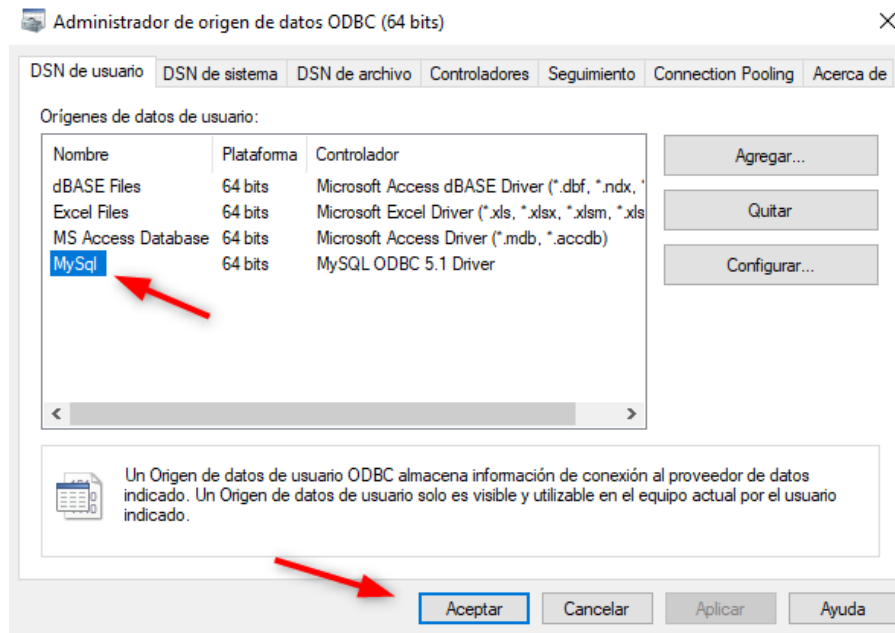 Administrador de origen de datos ODBC (64 bits)
DSN de usuario DSN de sistema DSN de archivo Controladores Seguimiento Connection Pooling Acerca de
Orígenes de datos de usuario:
Nombre Plataforma Controlador
dBASE Files 64 bits Microsoft Access dBASE Driver (*.dbf, *.ndx, *
Excel Files 64 bits Microsoft Excel Driver (*.xls, *.xlsx, *.xlsm, *.xls
MS Access Database 64 bits Microsoft Access Driver (*.mdb, *.accdb)
MySql 64 bits MySQL ODBC 5.1 Driver
Agregar...
Quitar
Configurar...
Un Origen de datos de usuario ODBC almacena información de conexión al proveedor de datos
indicado. Un Origen de datos de usuario solo es visible y utilizable en el equipo actual por el usuario
indicado.
Aceptar Cancelar Aplicar Ayuda